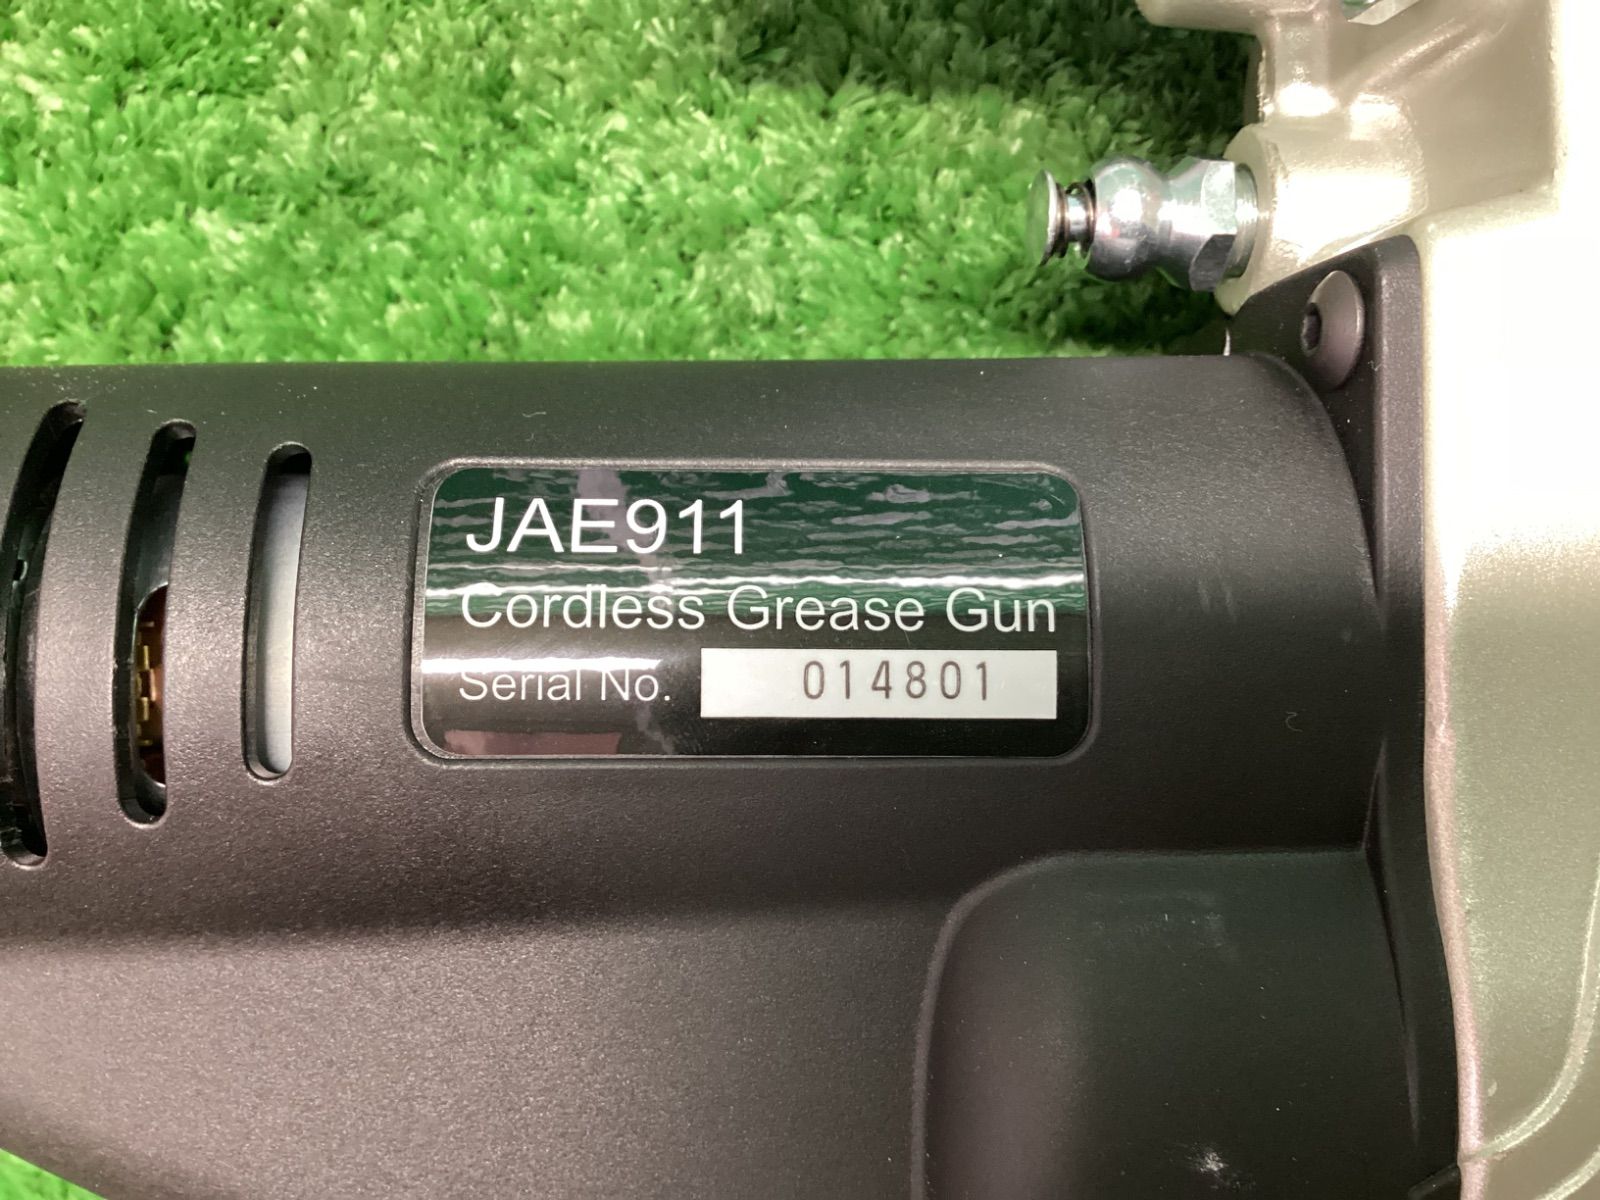 JAE911
Cordless Grease Gun
Serial No. 014801